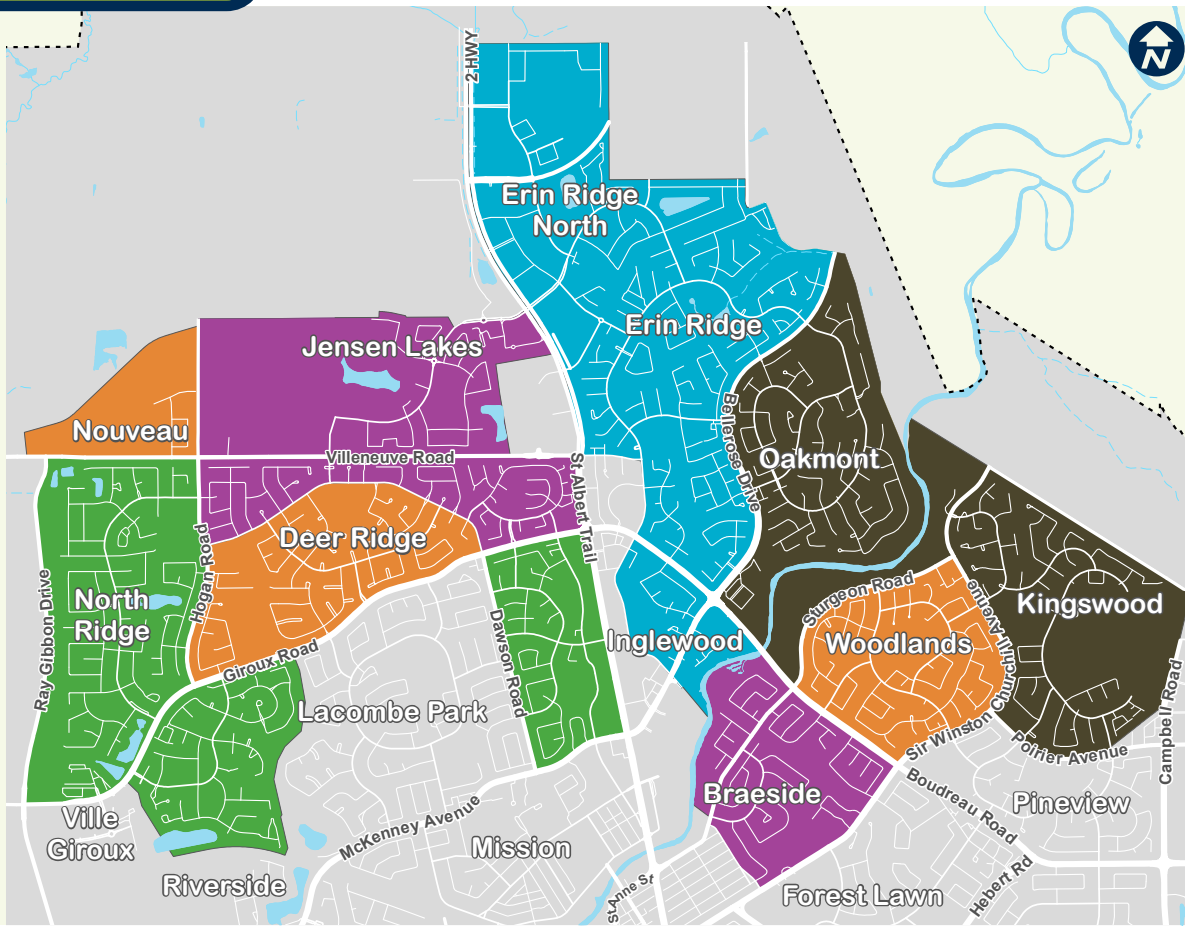 N
2 HWY
Erin Ridge
North
Erin Ridge
Jensen Lakes
Nouveau
Villeneuve Road
Bellerose Drive
Oakmont
St Albert Trail
Deer Ridge
Hogan Road
North
Ridge
Ray Gibbon Drive
Sturgeon Road
Kingswood
Dawson Road
Inglewood
Woodlands
Sir Winston Churchill Avenue
Giroux Road
Lacombe Park
Campbell Road
Poirier Avenue
Braeside
Boudreau Road
Pineview
Ville
Giroux
McKenney Avenue
Mission
Riverside
St Anne St
Hebert Rd
Forest Lawn
St